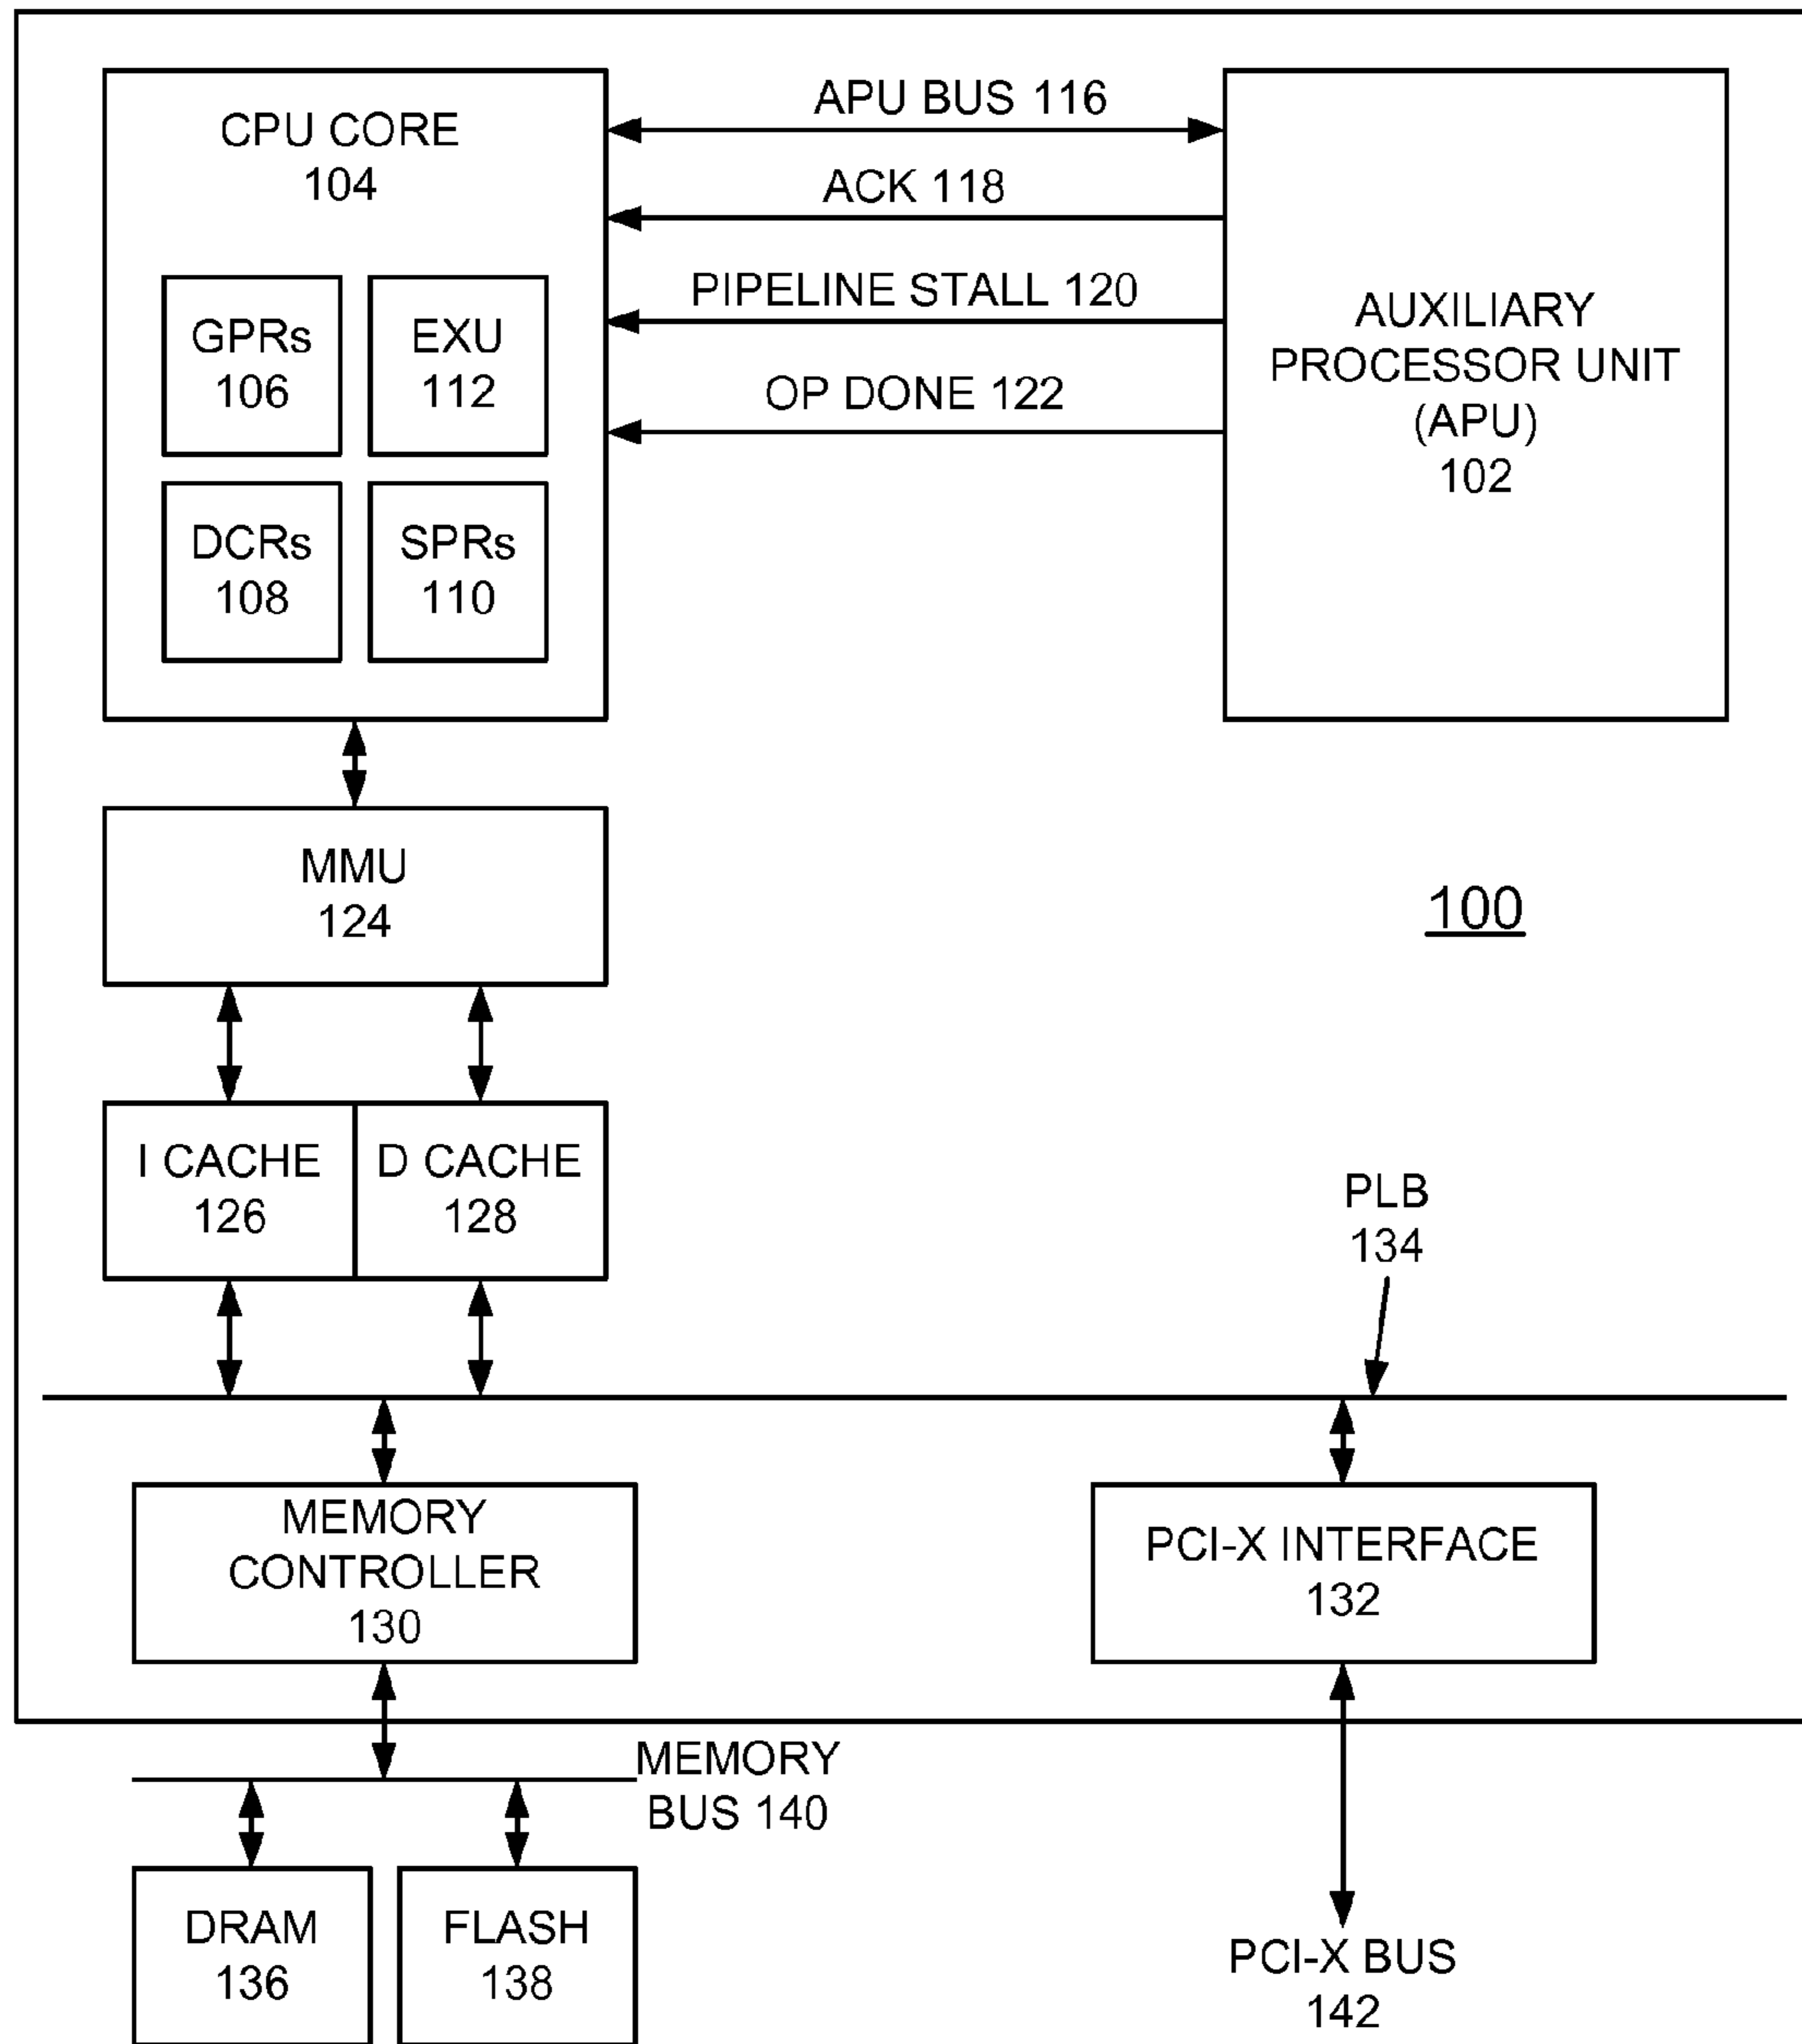 CPU CORE
104
GPRs
106
EXU
112
DCRs
108
SPRs
110
APU BUS 116
ACK 118
PIPELINE STALL 120
OP DONE 122
AUXILIARY
PROCESSOR UNIT
(APU)
102
MMU
124
100
I CACHE
126
D CACHE
128
PLB
134
MEMORY
CONTROLLER
130
PCI-X INTERFACE
132
MEMORY
BUS 140
DRAM
136
FLASH
138
PCI-X BUS
142